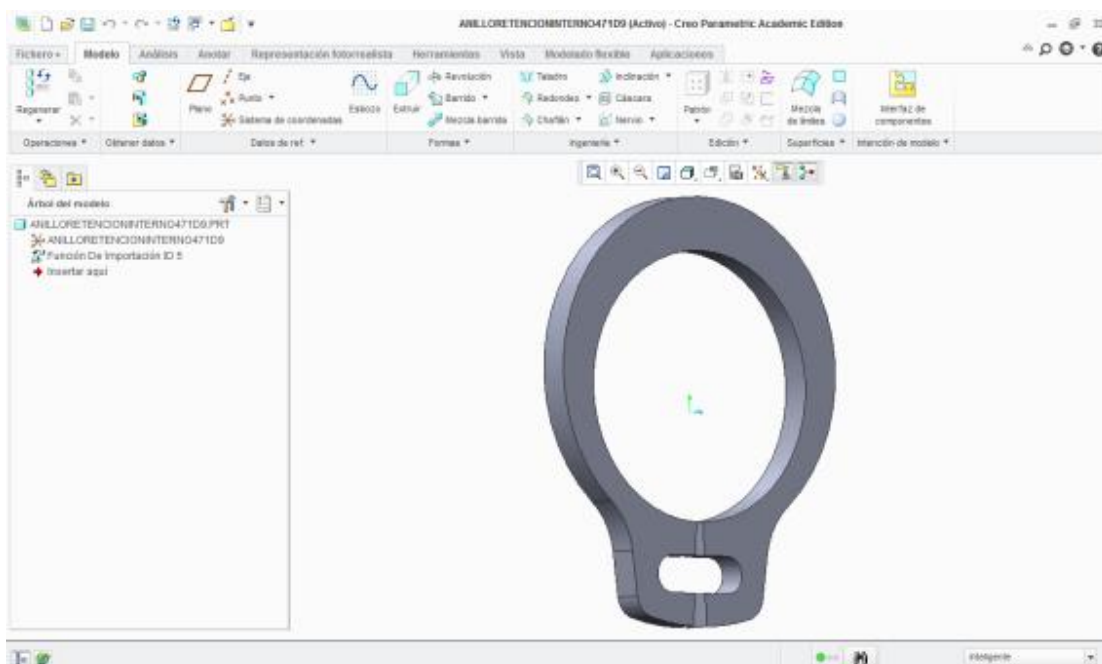 ANILLORETENCIONINTERNO471D9 (Activo) - Creo Parametric Academic Edition
Fichero Modelo Análisis Anotar Representación fotorrealista Herramientas Vista Modelado flexible Aplicaciones
Regenerar
Plano
Eje
Punto
Sistema de coordenadas
Esbozo
Extruir
Revolución
Barrido
Mezcla barrida
Taladro
Redondeo
Chaflán
Inclinación
Cáscara
Nervio
Patrón
Mezcla de límites
Interfaz de componentes
Operaciones Obtener datos Datos de ref. Formas Ingeniería Edición Superficies Intención de modelo
Árbol del modelo
ANILLORETENCIONINTERNO471D9.PRT
ANILLORETENCIONINTERNO471D9
Función De Importación ID 5
Insertar aquí
Inteligente